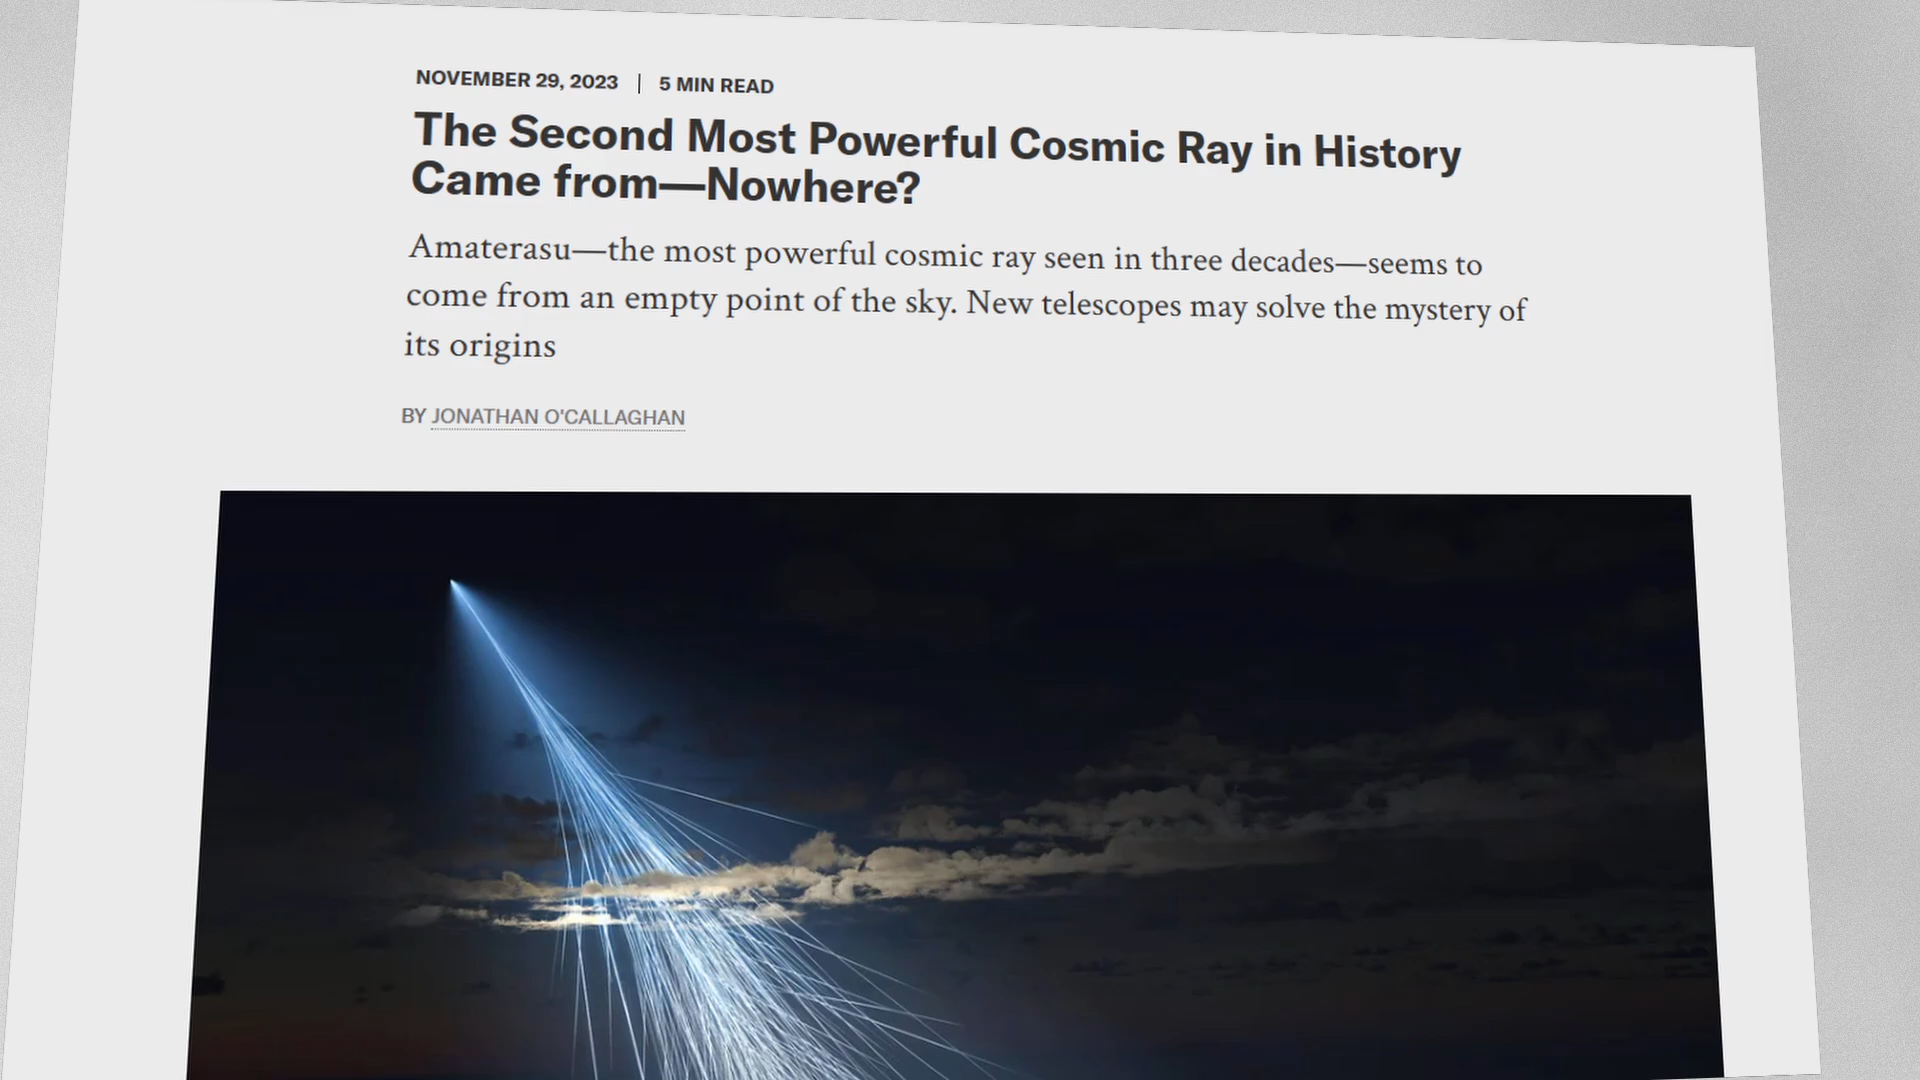 NOVEMBER 29, 2023 | 5 MIN READ
The Second Most Powerful Cosmic Ray in History
Came from—Nowhere?
Amaterasu—the most powerful cosmic ray seen in three decades—seems to
come from an empty point of the sky. New telescopes may solve the mystery of
its origins
BY JONATHAN O'CALLAGHAN